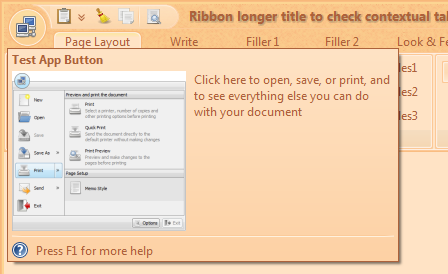 Ribbon longer title to check contextual tal
Page Layout
Write
Filler 1
Filler 2
Look & Fe
Test App Button
Click here to open, save, or print, and
to see everything else you can do
with your document
New
Open
Save
Save As
Print
Send
Exit
Preview and print the document
Print
Select a printer, number of copies and
other printing options before printing
Quick Print
Send the document directly to the
default printer without making changes
Print Preview
Preview and make changes to the
pages before printing
Page Setup
Memo Style
Options
Exit
les1
les2
les3
Press F1 for more help